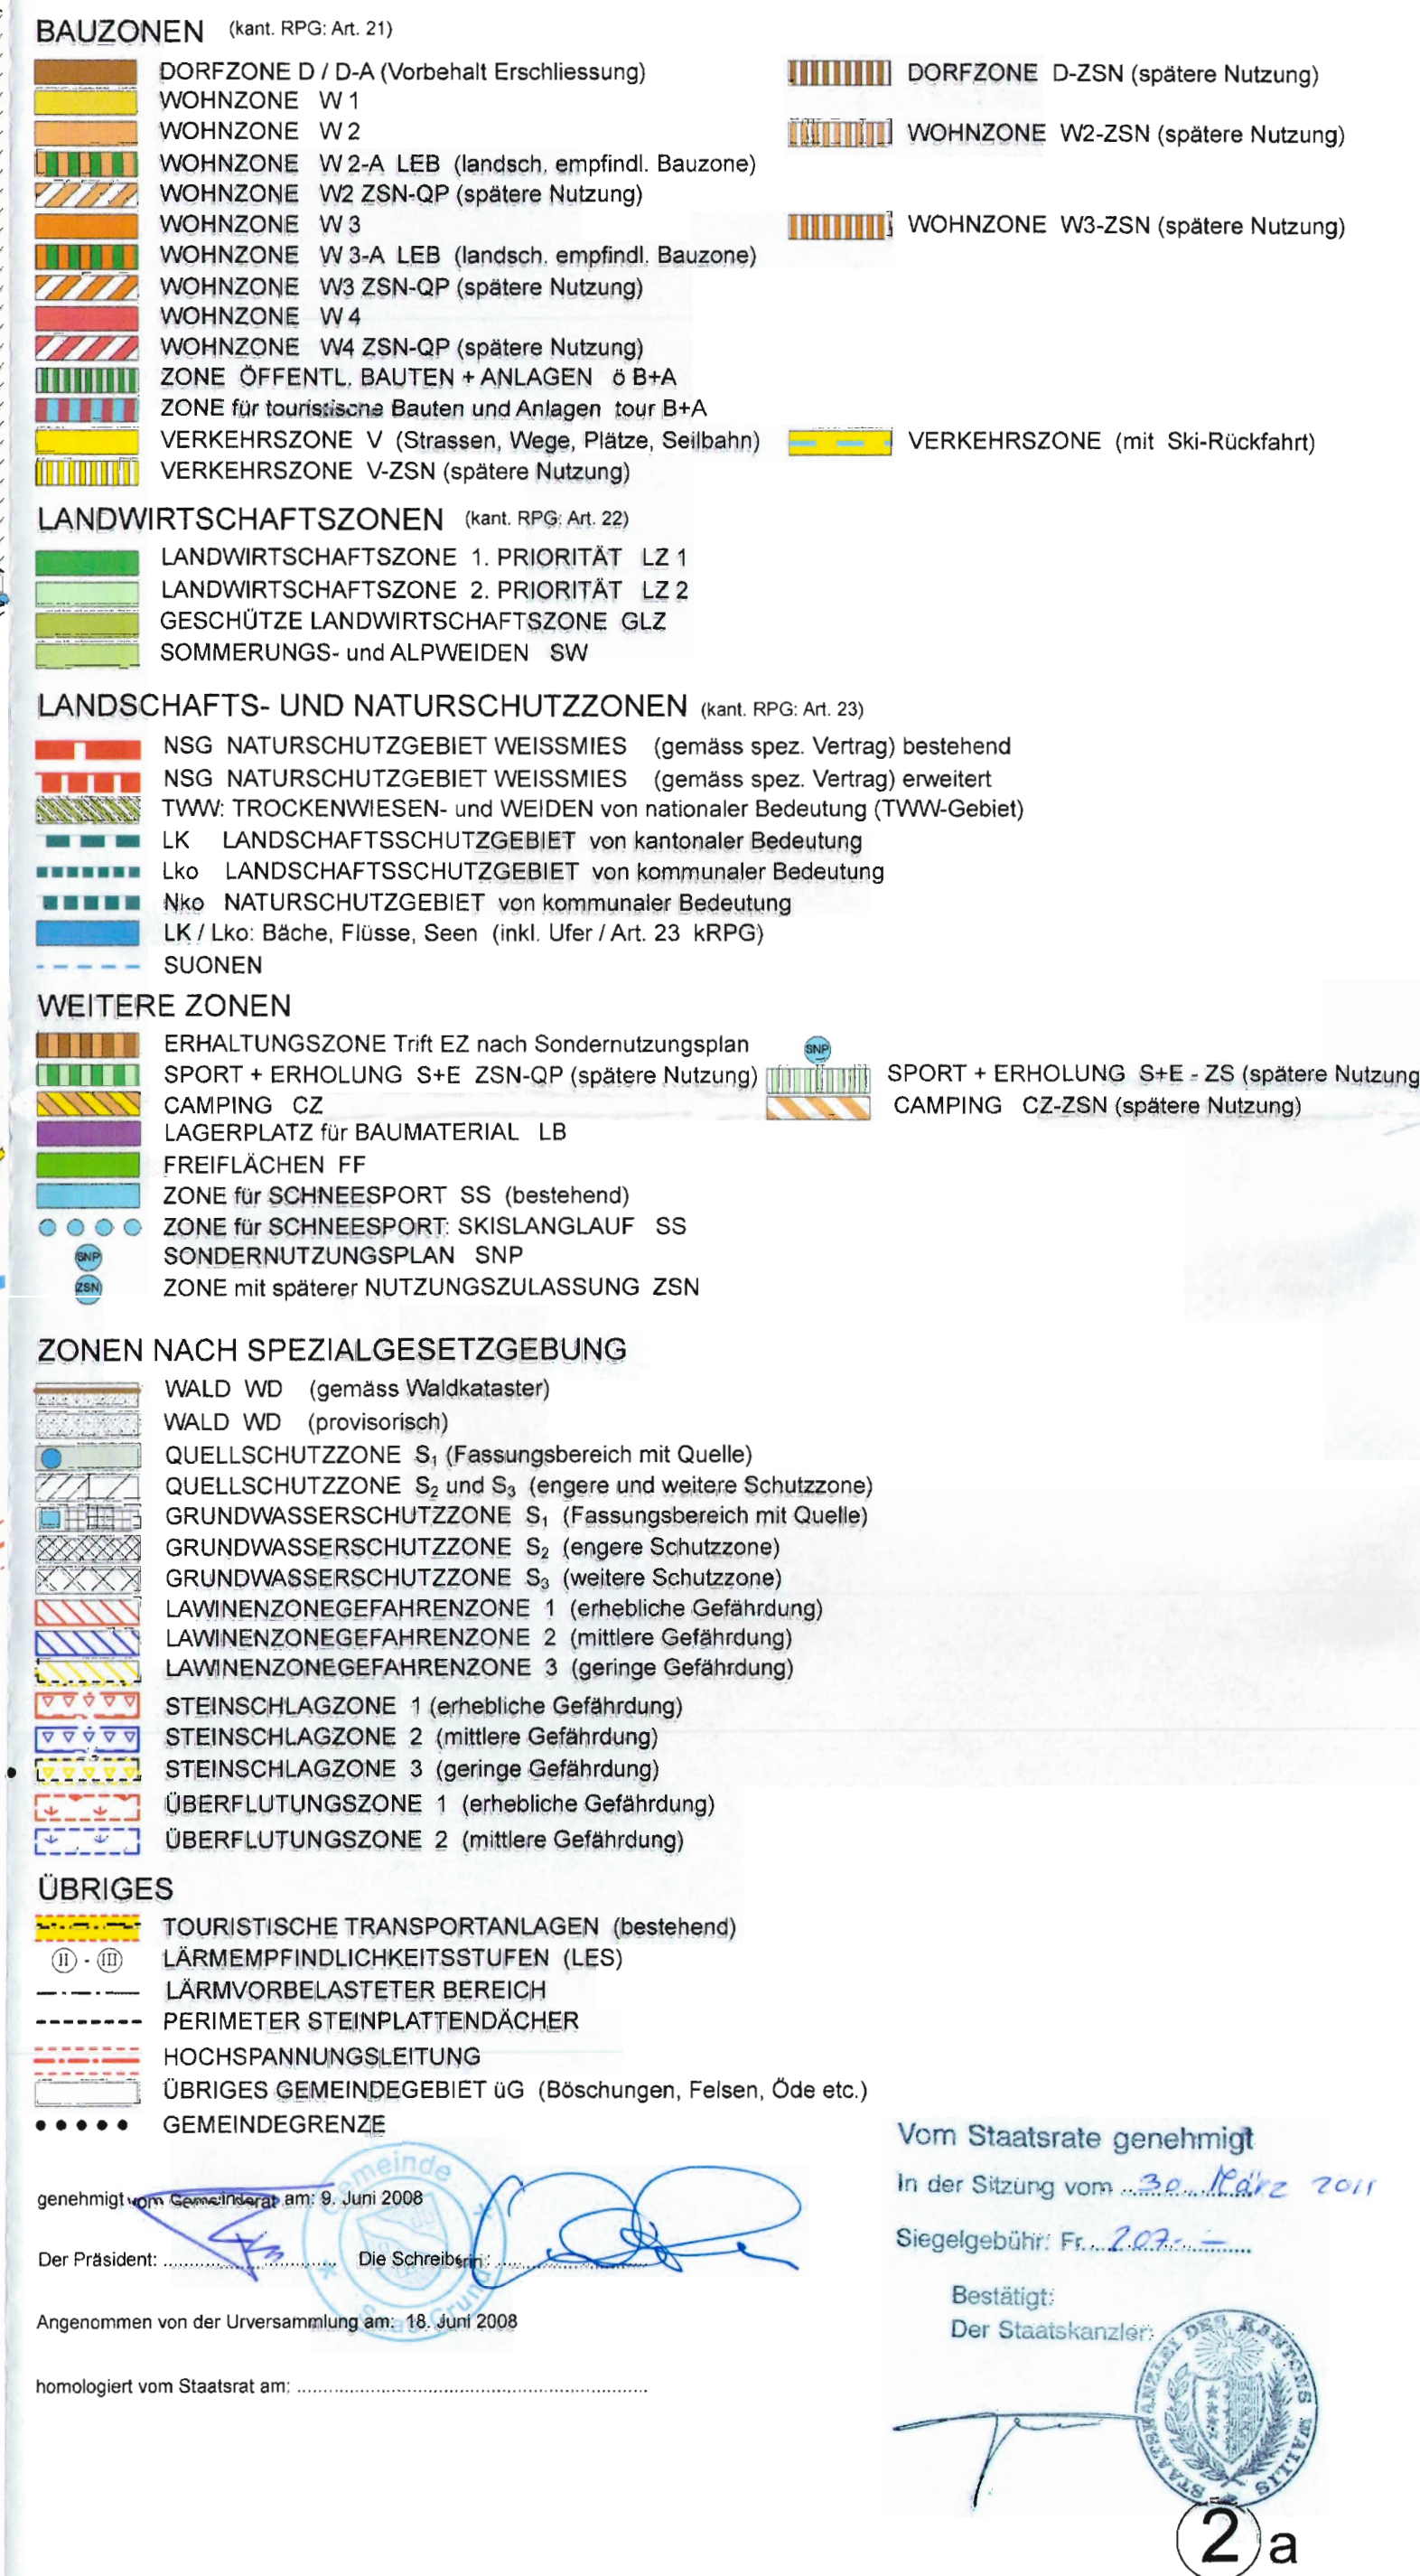 BAUZONEN (kant. RPG: Art. 21)
DORFZONE D / D-A (Vorbehalt Erschliessung)
DORFZONE D-ZSN (spätere Nutzung)
WOHNZONE W 1
WOHNZONE W 2
WOHNZONE W2-ZSN (spätere Nutzung)
WOHNZONE W 2-A LEB (landsch. empfindl. Bauzone)
WOHNZONE W2 ZSN-QP (spätere Nutzung)
WOHNZONE W 3
WOHNZONE W3-ZSN (spätere Nutzung)
WOHNZONE W 3-A LEB (landsch. empfindl. Bauzone)
WOHNZONE W3 ZSN-QP (spätere Nutzung)
WOHNZONE W 4
WOHNZONE W4 ZSN-QP (spätere Nutzung)
ZONE ÖFFENTL. BAUTEN + ANLAGEN ö B+A
ZONE für touristische Bauten und Anlagen tour B+A
VERKEHRSZONE V (Strassen, Wege, Plätze, Seilbahn)
VERKEHRSZONE (mit Ski-Rückfahrt)
VERKEHRSZONE V-ZSN (spätere Nutzung)
LANDWIRTSCHAFTSZONEN (kant. RPG: Art. 22)
LANDWIRTSCHAFTSZONE 1. PRIORITÄT LZ 1
LANDWIRTSCHAFTSZONE 2. PRIORITÄT LZ 2
GESCHÜTZE LANDWIRTSCHAFTSZONE GLZ
SOMMERUNGS- und ALPWEIDEN SW
LANDSCHAFTS- UND NATURSCHUTZZONEN (kant. RPG: Art. 23)
NSG NATURSCHUTZGEBIET WEISSMIES (gemäss spez. Vertrag) bestehend
NSG NATURSCHUTZGEBIET WEISSMIES (gemäss spez. Vertrag) erweitert
TWW: TROCKENWIESEN- und WEIDEN von nationaler Bedeutung (TWW-Gebiet)
LK LANDSCHAFTSSCHUTZGEBIET von kantonaler Bedeutung
Lko LANDSCHAFTSSCHUTZGEBIET von kommunaler Bedeutung
Nko NATURSCHUTZGEBIET von kommunaler Bedeutung
LK / Lko: Bäche, Flüsse, Seen (inkl. Ufer / Art. 23 kRPG)
SUONEN
WEITERE ZONEN
ERHALTUNGSZONE Trift EZ nach Sondernutzungsplan
SNP
SPORT + ERHOLUNG S+E ZSN-QP (spätere Nutzung)
SPORT + ERHOLUNG S+E - ZS (spätere Nutzung
CAMPING CZ
CAMPING CZ-ZSN (spätere Nutzung)
LAGERPLATZ für BAUMATERIAL LB
FREIFLÄCHEN FF
ZONE für SCHNEESPORT SS (bestehend)
ZONE für SCHNEESPORT: SKISLANGLAUF SS
SNP SONDERNUTZUNGSPLAN SNP
ZSN ZONE mit späterer NUTZUNGSZULASSUNG ZSN
ZONEN NACH SPEZIALGESETZGEBUNG
WALD WD (gemäss Waldkataster)
WALD WD (provisorisch)
QUELLSCHUTZZONE S₁ (Fassungsbereich mit Quelle)
QUELLSCHUTZZONE S₂ und S₃ (engere und weitere Schutzzone)
GRUNDWASSERSCHUTZZONE S₁ (Fassungsbereich mit Quelle)
GRUNDWASSERSCHUTZZONE S₂ (engere Schutzzone)
GRUNDWASSERSCHUTZZONE S₃ (weitere Schutzzone)
LAWINENZONEGEFAHRENZONE 1 (erhebliche Gefährdung)
LAWINENZONEGEFAHRENZONE 2 (mittlere Gefährdung)
LAWINENZONEGEFAHRENZONE 3 (geringe Gefährdung)
STEINSCHLAGZONE 1 (erhebliche Gefährdung)
STEINSCHLAGZONE 2 (mittlere Gefährdung)
STEINSCHLAGZONE 3 (geringe Gefährdung)
ÜBERFLUTUNGSZONE 1 (erhebliche Gefährdung)
ÜBERFLUTUNGSZONE 2 (mittlere Gefährdung)
ÜBRIGES
TOURISTISCHE TRANSPORTANLAGEN (bestehend)
II - III LÄRMEMPFINDLICHKEITSSTUFEN (LES)
LÄRMVORBELASTETER BEREICH
PERIMETER STEINPLATTENDÄCHER
HOCHSPANNUNGSLEITUNG
ÜBRIGES GEMEINDEGEBIET üG (Böschungen, Felsen, Öde etc.)
GEMEINDEGRENZE
genehmigt vom Gemeinderat am: 9. Juni 2008
Der Präsident: Die Schreiberin:
Gemeinde
Saas Grund
Angenommen von der Urversammlung am: 18. Juni 2008
homologiert vom Staatsrat am:
Vom Staatsrate genehmigt
In der Sitzung vom 30. März 2011
Siegelgebühr: Fr. 207.-
Bestätigt:
Der Staatskanzler:
STAATSKANZLEI DES KANTONS WALLIS
2 a